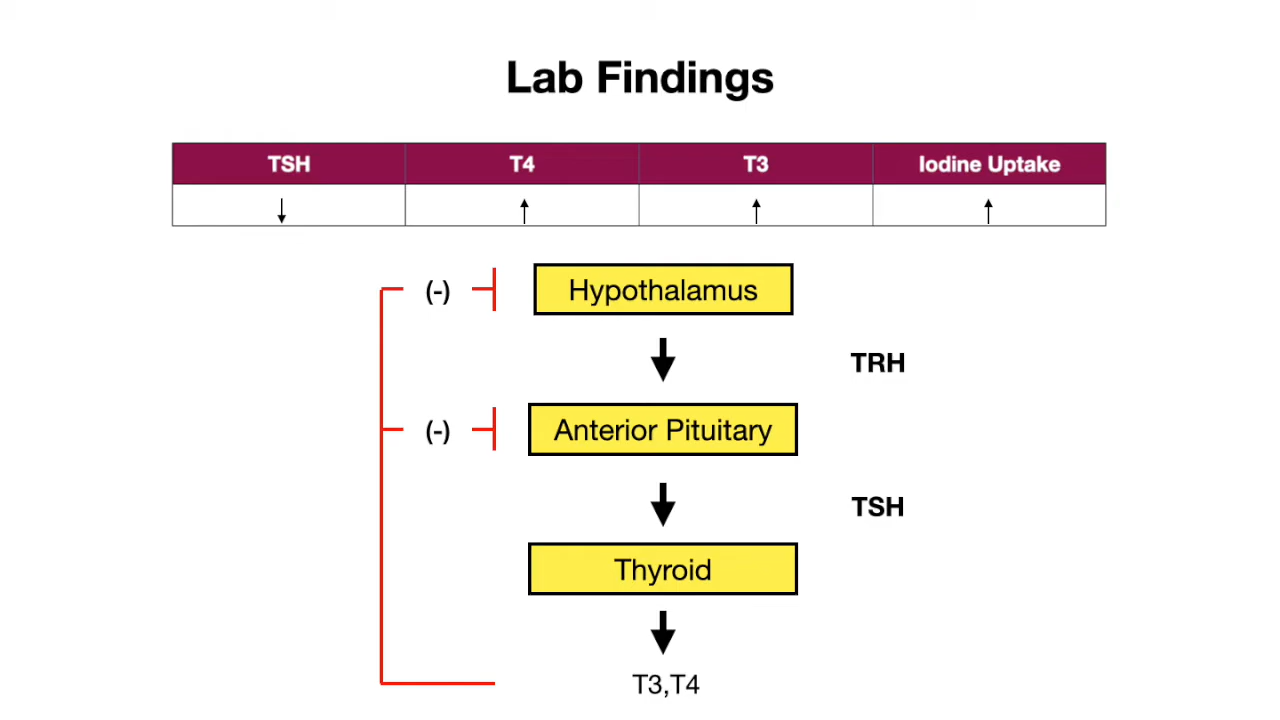 Lab Findings
TSH T4 T3 Iodine Uptake
↓ ↑ ↑ ↑
(-) Hypothalamus
TRH
(-) Anterior Pituitary
TSH
Thyroid
T3,T4